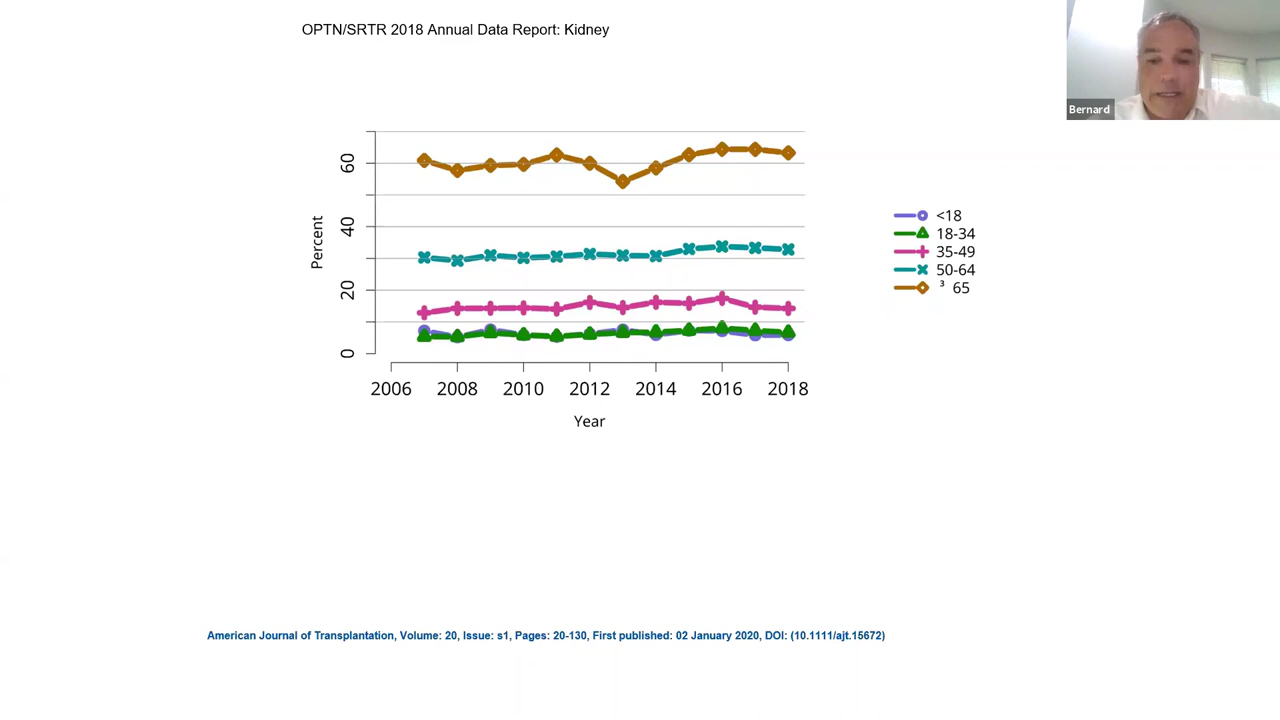 OPTN/SRTR 2018 Annual Data Report: Kidney
Bernard
60
40
20
0
Percent
2006 2008 2010 2012 2014 2016 2018
Year
<18
18-34
35-49
50-64
³ 65
American Journal of Transplantation, Volume: 20, Issue: s1, Pages: 20-130, First published: 02 January 2020, DOI: (10.1111/ajt.15672)